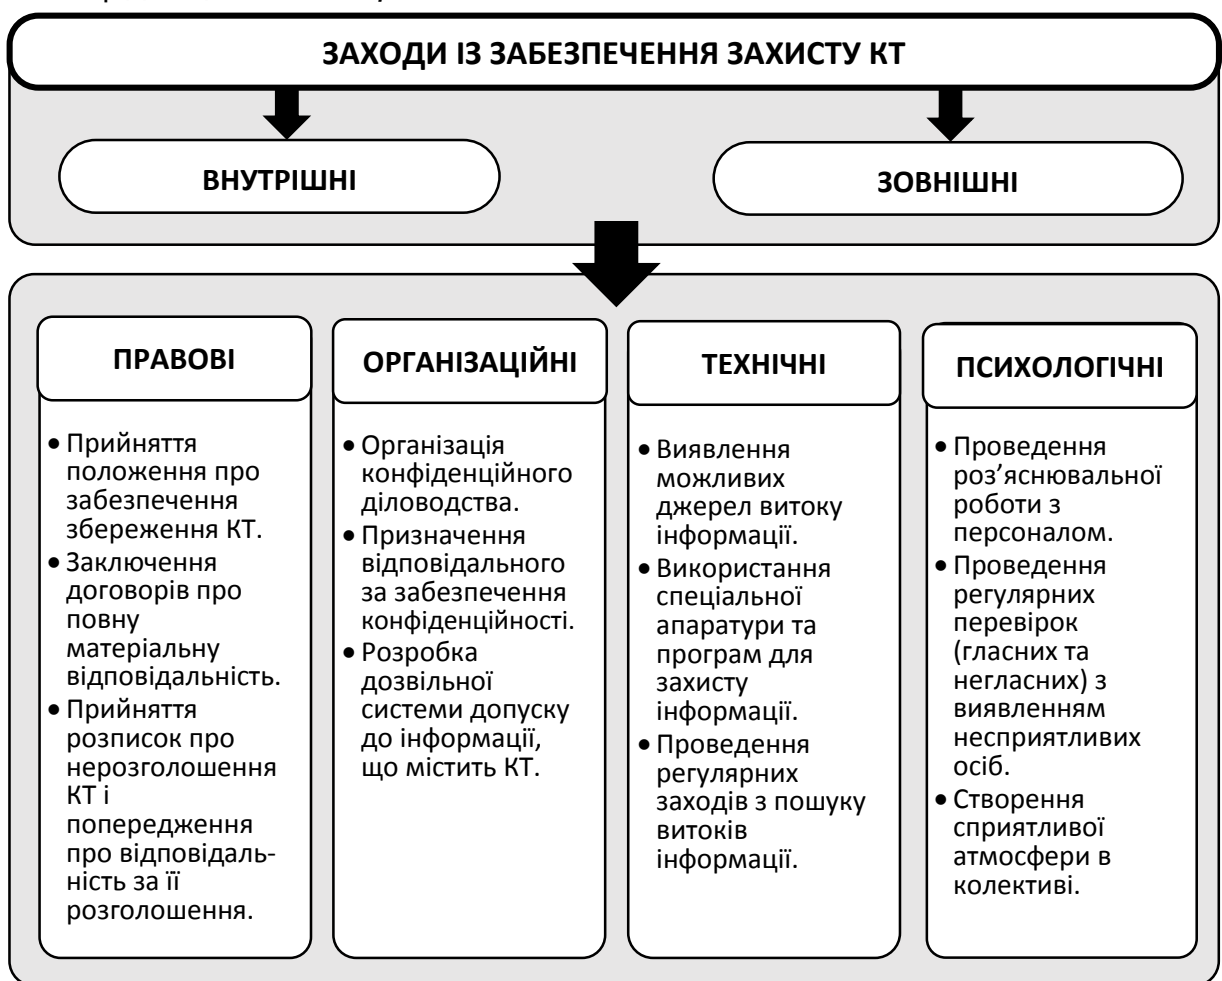 ЗАХОДИ ІЗ ЗАБЕЗПЕЧЕННЯ ЗАХИСТУ КТ
ВНУТРІШНІ
ЗОВНІШНІ
ПРАВОВІ
• Прийняття
положення про
забезпечення
збереження КТ.
• Заключення
договорів про
повну
матеріальну
відповідальність.
• Прийняття
розписок про
нерозголошення
КТ і
попередження
про відповідаль-
ність за її
розголошення.
ОРГАНІЗАЦІЙНІ
• Організація
конфіденційного
діловодства.
• Призначення
відповідального
за забезпечення
конфіденційності.
• Розробка
дозвільної
системи допуску
до інформації,
що містить КТ.
ТЕХНІЧНІ
• Виявлення
можливих
джерел витоку
інформації.
• Використання
спеціальної
апаратури та
програм для
захисту
інформації.
• Проведення
регулярних
заходів з пошуку
витоків
інформації.
ПСИХОЛОГІЧНІ
• Проведення
роз’яснювальної
роботи з
персоналом.
• Проведення
регулярних
перевірок
(гласних та
негласних) з
виявленням
несприятливих
осіб.
• Створення
сприятливої
атмосфери в
колективі.